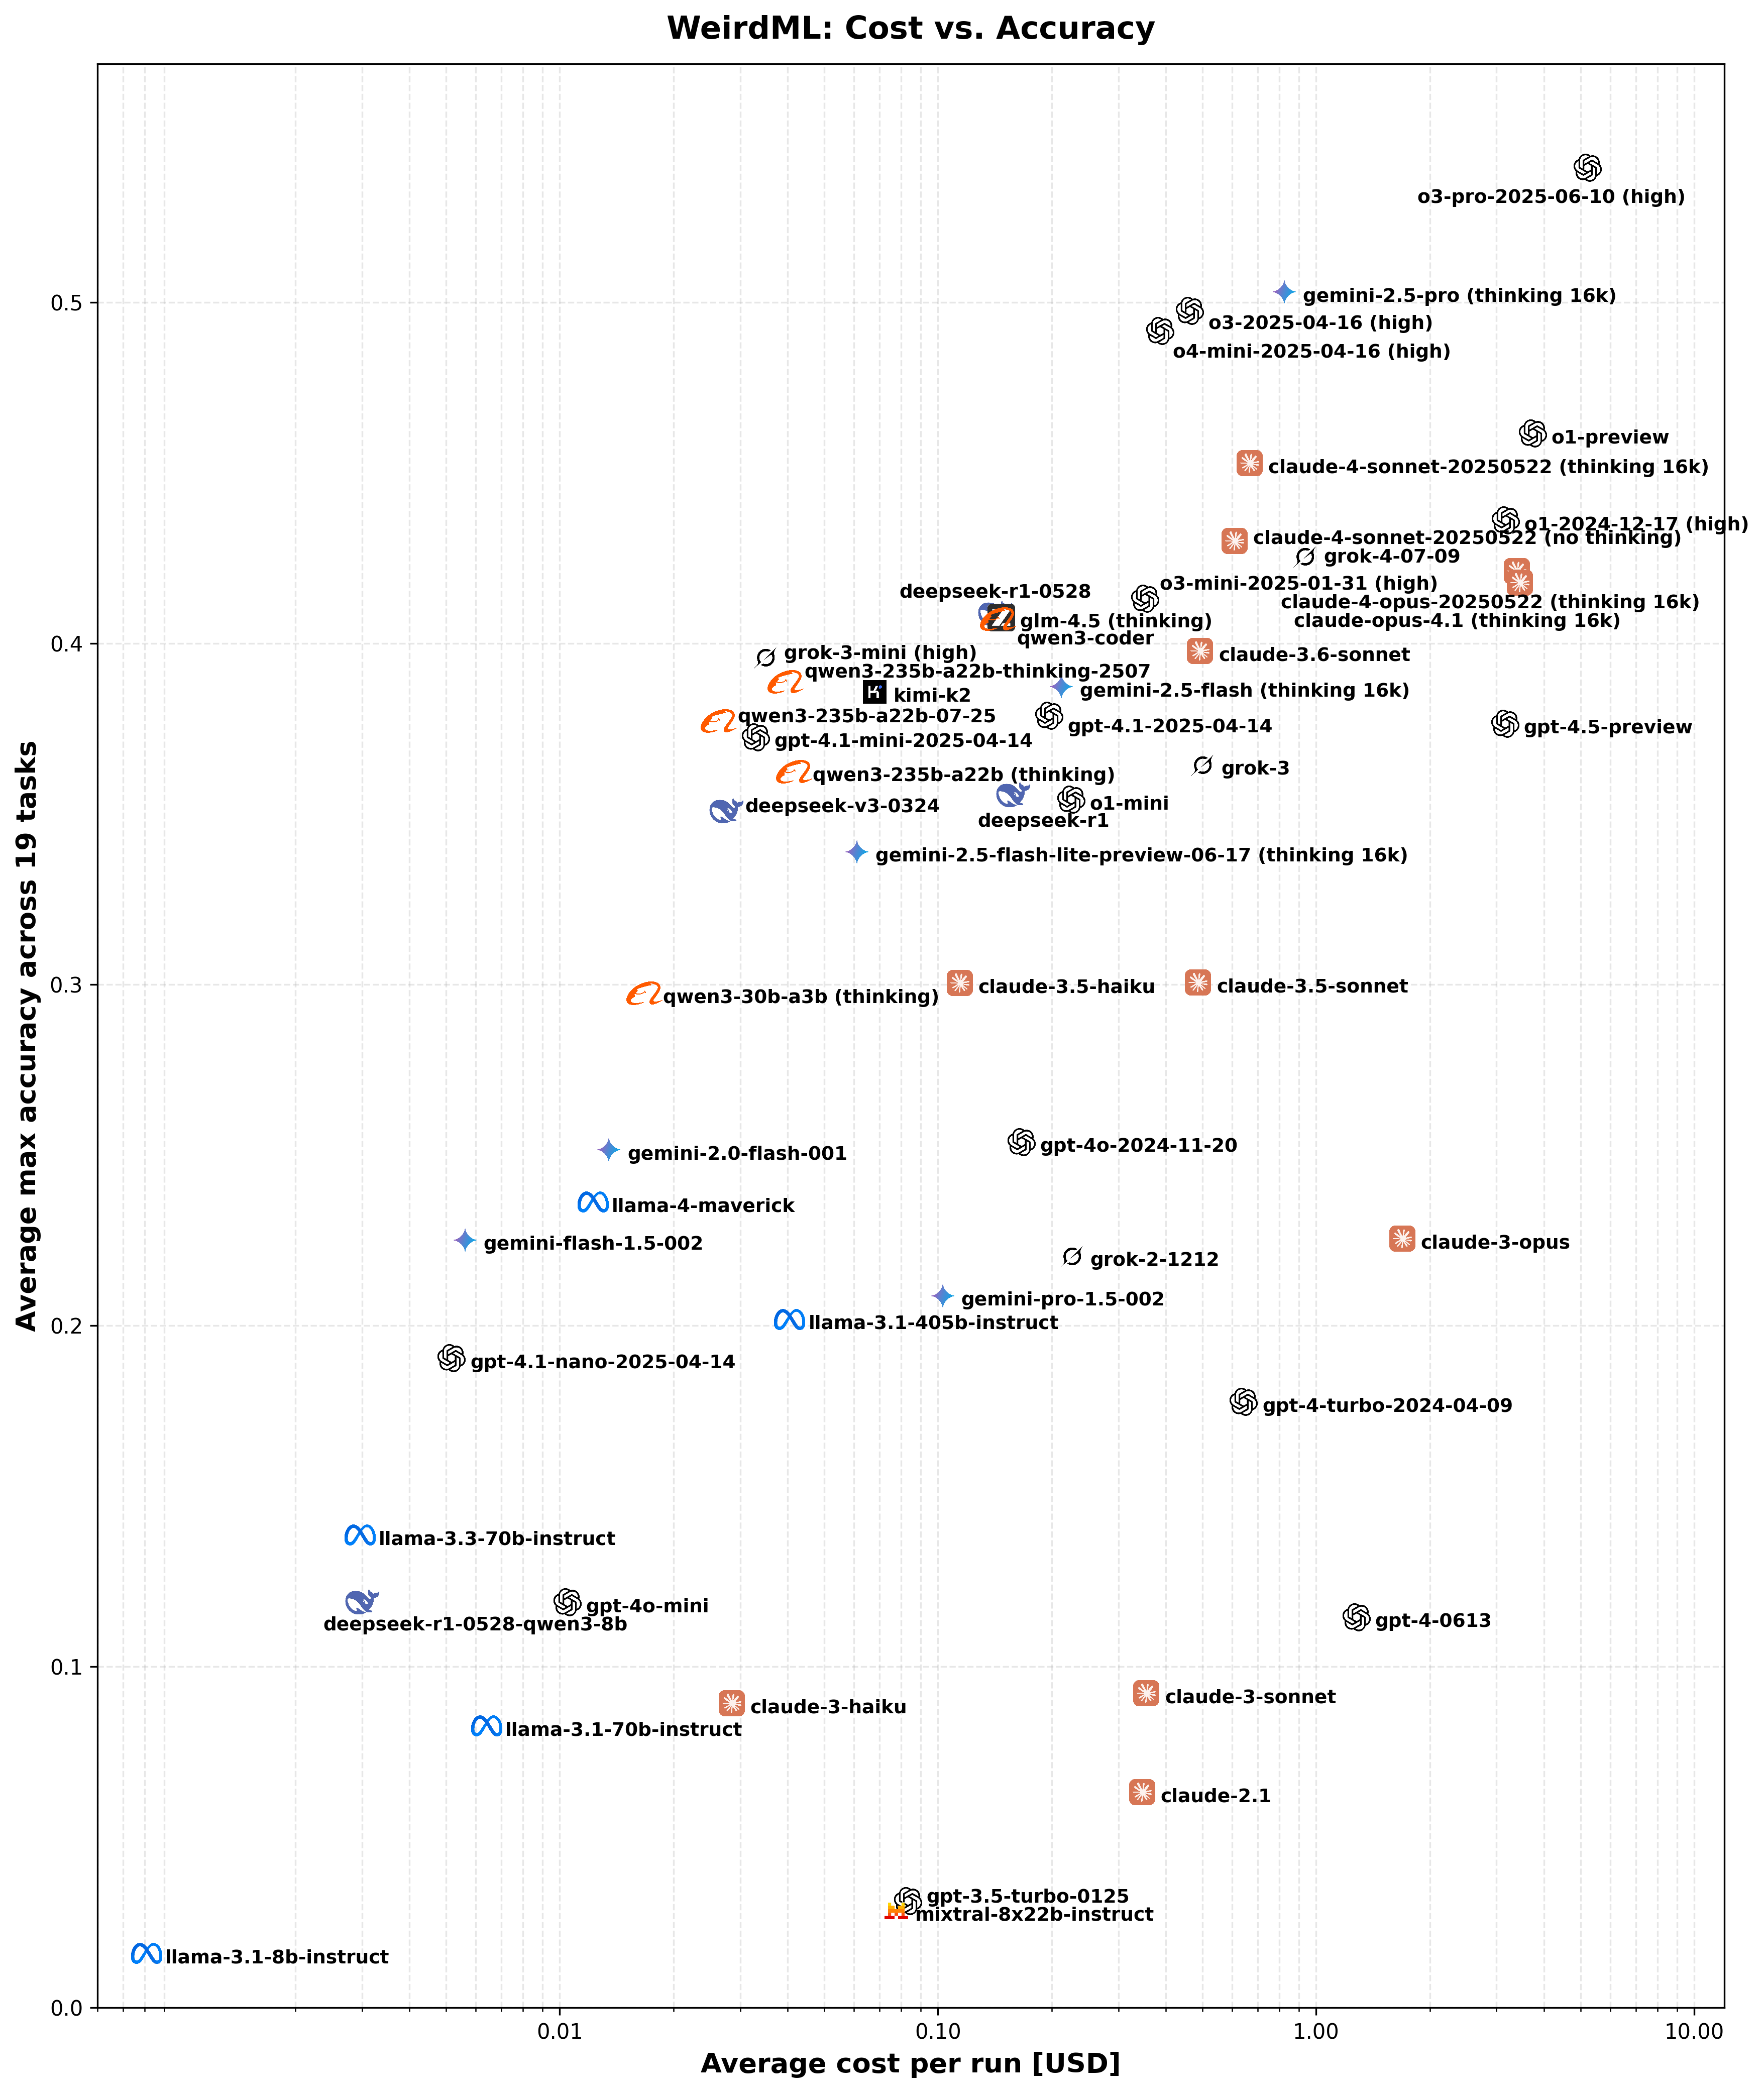 WeirdML: Cost vs. Accuracy
o3-pro-2025-06-10 (high)
0.5
gemini-2.5-pro (thinking 16k)
o3-2025-04-16 (high)
o4-mini-2025-04-16 (high)
o1-preview
claude-4-sonnet-20250522 (thinking 16k)
o1-2024-12-17 (high)
claude-4-sonnet-20250522 (no thinking)
grok-4-07-09
o3-mini-2025-01-31 (high)
deepseek-r1-0528
claude-4-opus-20250522 (thinking 16k)
glm-4.5 (thinking)
claude-opus-4.1 (thinking 16k)
qwen3-coder
0.4
grok-3-mini (high)
claude-3.6-sonnet
qwen3-235b-a22b-thinking-2507
kimi-k2
gemini-2.5-flash (thinking 16k)
qwen3-235b-a22b-07-25
gpt-4.1-2025-04-14
gpt-4.5-preview
gpt-4.1-mini-2025-04-14
grok-3
qwen3-235b-a22b (thinking)
deepseek-v3-0324
o1-mini
deepseek-r1
gemini-2.5-flash-lite-preview-06-17 (thinking 16k)
0.3
qwen3-30b-a3b (thinking)
claude-3.5-haiku
claude-3.5-sonnet
Average max accuracy across 19 tasks
gpt-4o-2024-11-20
gemini-2.0-flash-001
llama-4-maverick
gemini-flash-1.5-002
claude-3-opus
grok-2-1212
gemini-pro-1.5-002
0.2
llama-3.1-405b-instruct
gpt-4.1-nano-2025-04-14
gpt-4-turbo-2024-04-09
llama-3.3-70b-instruct
gpt-4o-mini
deepseek-r1-0528-qwen3-8b
gpt-4-0613
0.1
claude-3-sonnet
claude-3-haiku
llama-3.1-70b-instruct
claude-2.1
gpt-3.5-turbo-0125
mixtral-8x22b-instruct
llama-3.1-8b-instruct
0.0
0.01
0.10
1.00
10.00
Average cost per run [USD]